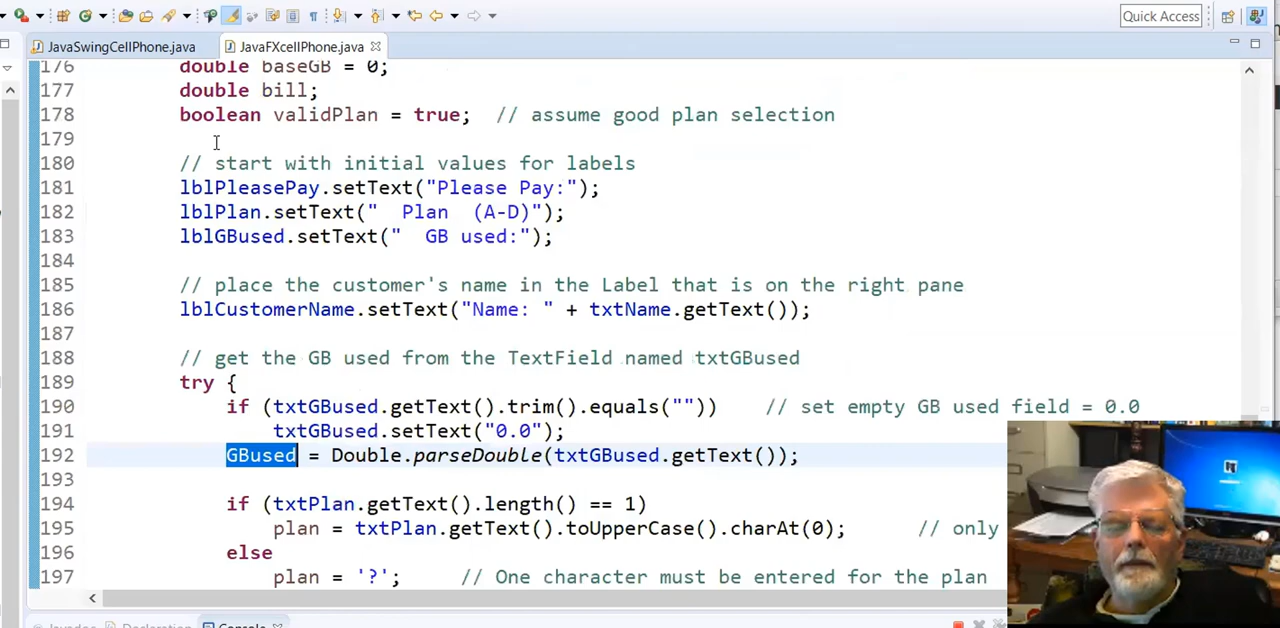 Quick Access
JavaSwingCellPhone.java
JavaFXcellPhone.java
176 double baseGB = 0;
177 double bill;
178 boolean validPlan = true; // assume good plan selection
179
180 // start with initial values for labels
181 lblPleasePay.setText("Please Pay:");
182 lblPlan.setText("  Plan  (A-D)");
183 lblGBused.setText("  GB used:");
184
185 // place the customer's name in the Label that is on the right pane
186 lblCustomerName.setText("Name: " + txtName.getText());
187
188 // get the GB used from the TextField named txtGBused
189 try {
190 if (txtGBused.getText().trim().equals("")) // set empty GB used field = 0.0
191 txtGBused.setText("0.0");
192 GBused = Double.parseDouble(txtGBused.getText());
193
194 if (txtPlan.getText().length() == 1)
195 plan = txtPlan.getText().toUpperCase().charAt(0); // only
196 else
197 plan = '?'; // One character must be entered for the plan
Javadoc Declaration Console